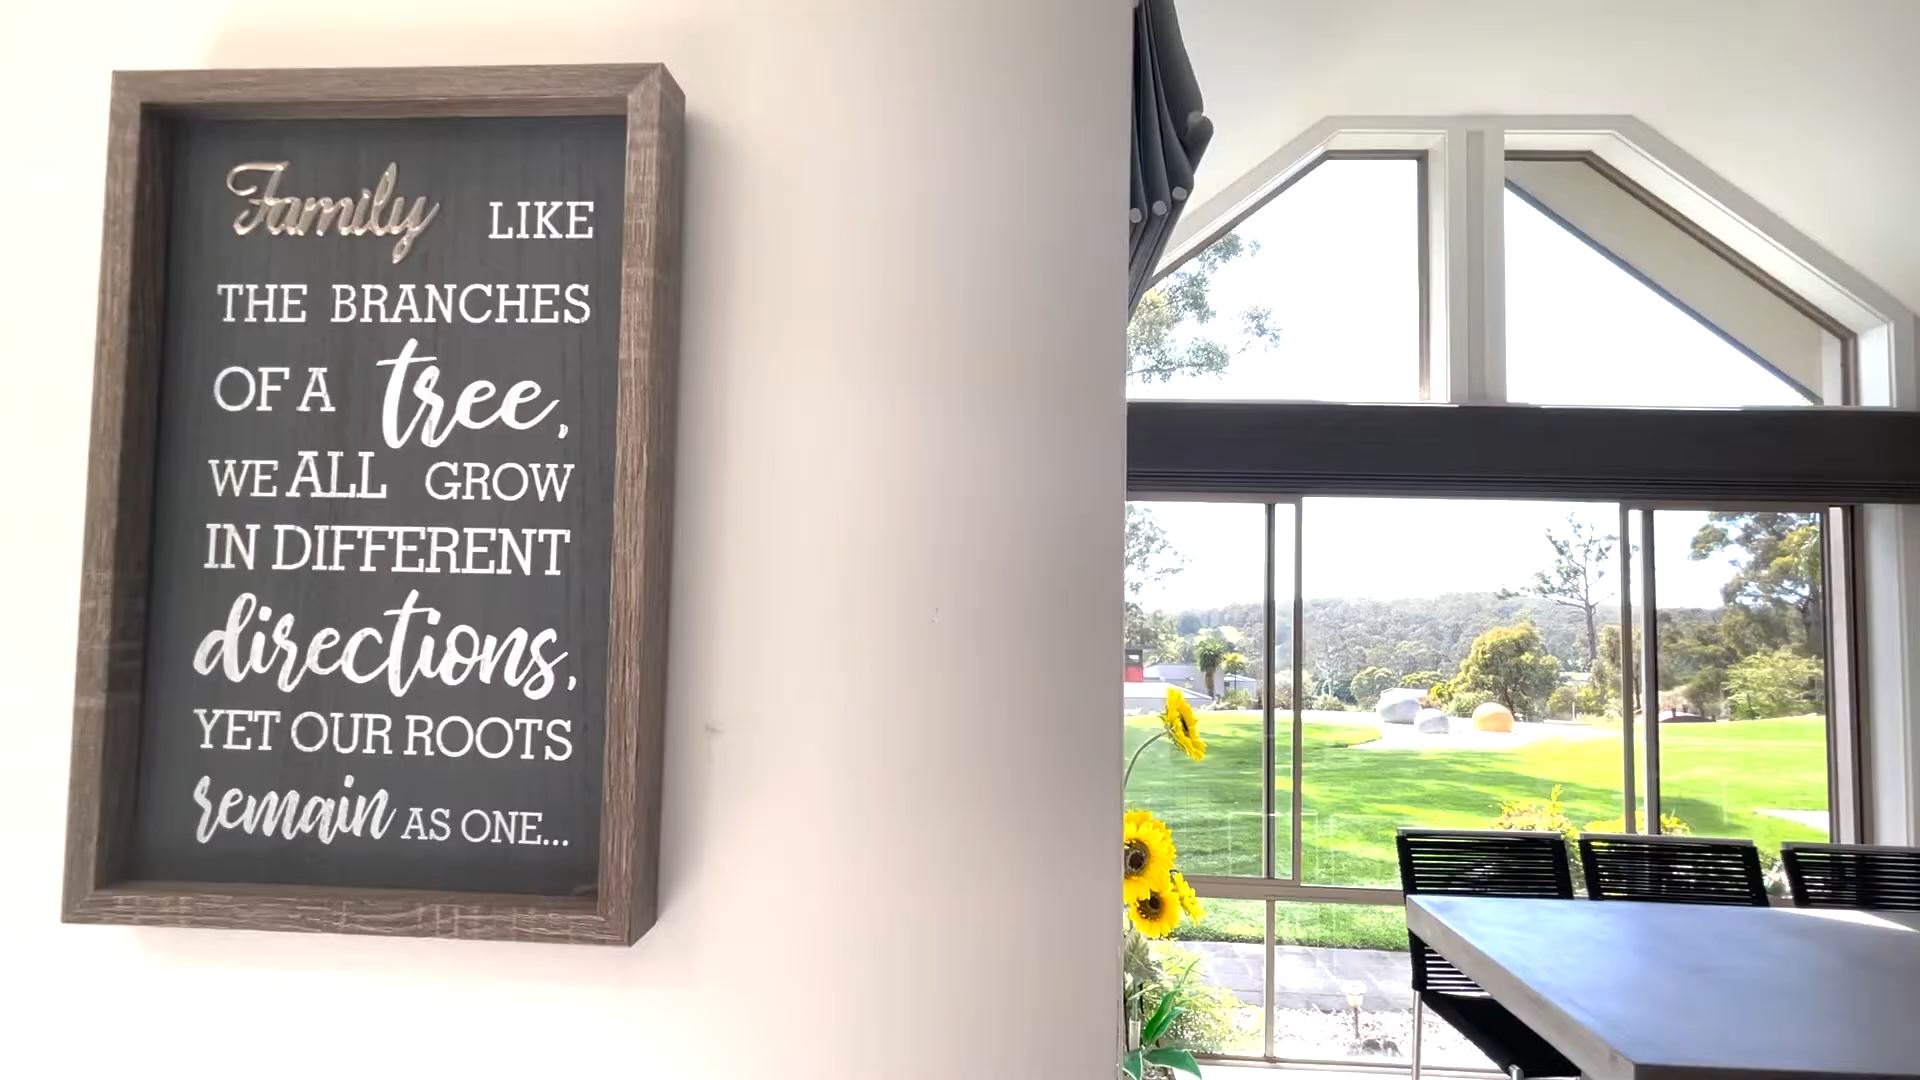 Family LIKE
THE BRANCHES
OF A tree,
WE ALL GROW
IN DIFFERENT
directions,
YET OUR ROOTS
remain AS ONE...